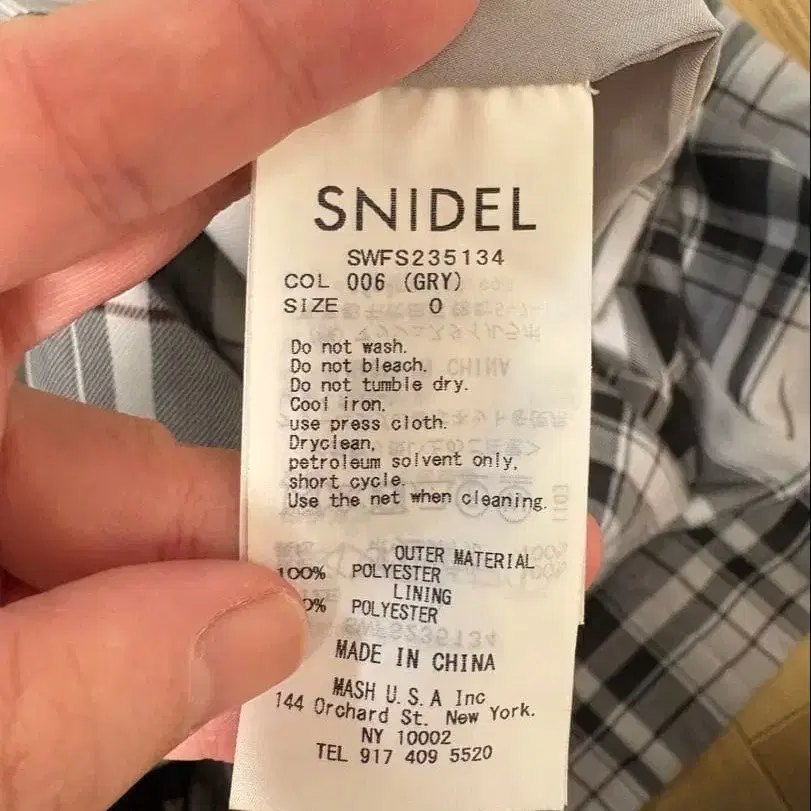 SNIDEL
SWFS235134
COL 006 (GRY)
SIZE 0
Do not wash.
Do not bleach.
Do not tumble dry.
Cool iron,
use press cloth.
Dryclean,
petroleum solvent only,
short cycle.
Use the net when cleaning.
OUTER MATERIAL
100% POLYESTER
LINING
0% POLYESTER
MADE IN CHINA
MASH U.S.A Inc
144 Orchard St. New York.
NY 10002
TEL 917 409 5520